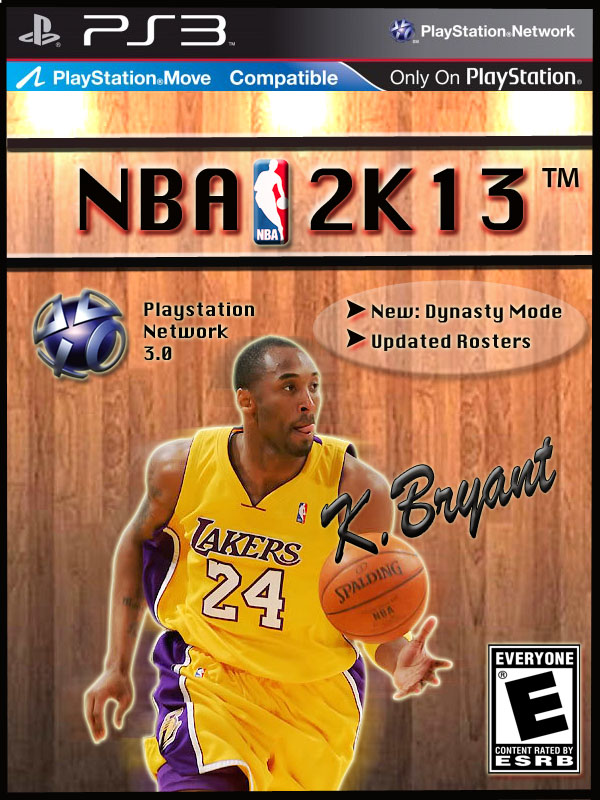 PS3™ PlayStation®Network
PlayStation®Move Compatible Only On PlayStation®
NBA NBA 2K13™
Playstation
Network
3.0
➤New: Dynasty Mode
➤Updated Rosters
K. Bryant
LAKERS
24
SPALDING
NBA
EVERYONE
®
E
CONTENT RATED BY
ESRB